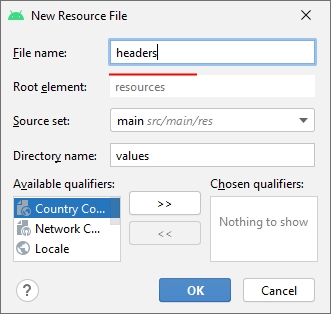 New Resource File
File name: headers
Root element: resources
Source set: main src/main/res
Directory name: values
Available qualifiers:
Chosen qualifiers:
Country Co...
Network C...
Locale
>>
<<
Nothing to show
?
OK
Cancel